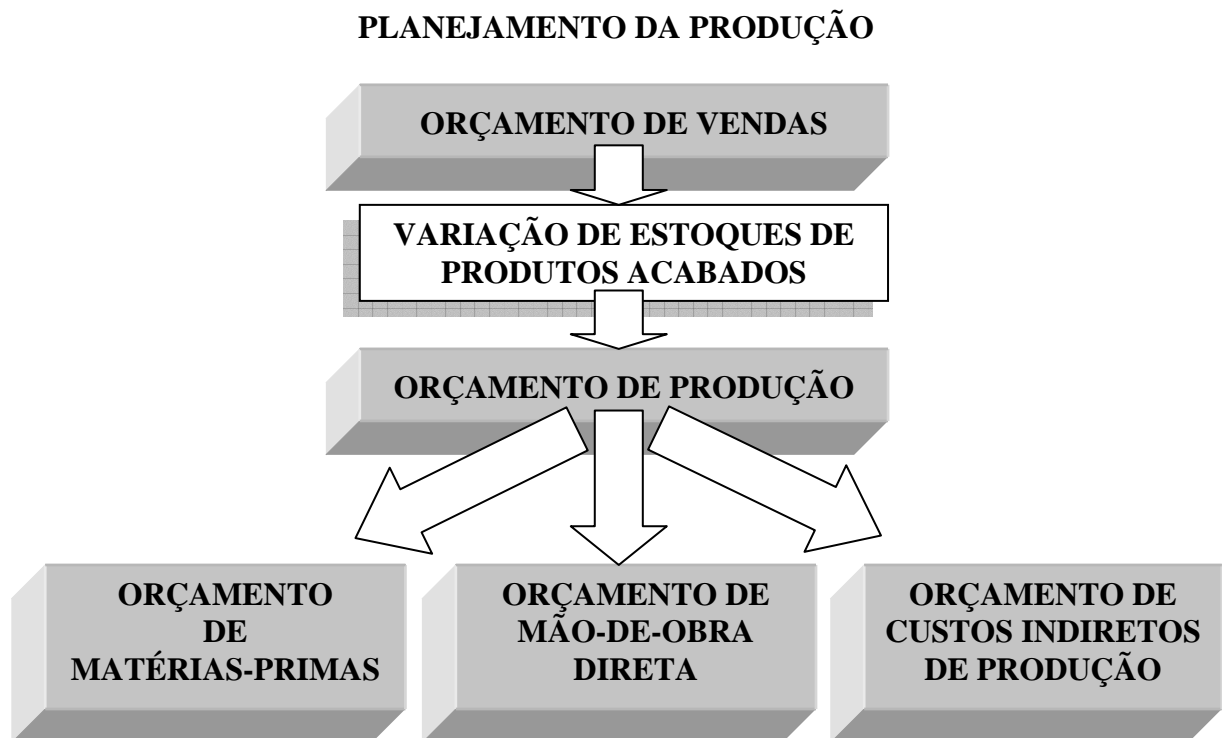 PLANEJAMENTO DA PRODUÇÃO
ORÇAMENTO DE VENDAS
VARIAÇÃO DE ESTOQUES DE
PRODUTOS ACABADOS
ORÇAMENTO DE PRODUÇÃO
ORÇAMENTO
DE
MATÉRIAS-PRIMAS
ORÇAMENTO DE
MÃO-DE-OBRA
DIRETA
ORÇAMENTO DE
CUSTOS INDIRETOS
DE PRODUÇÃO